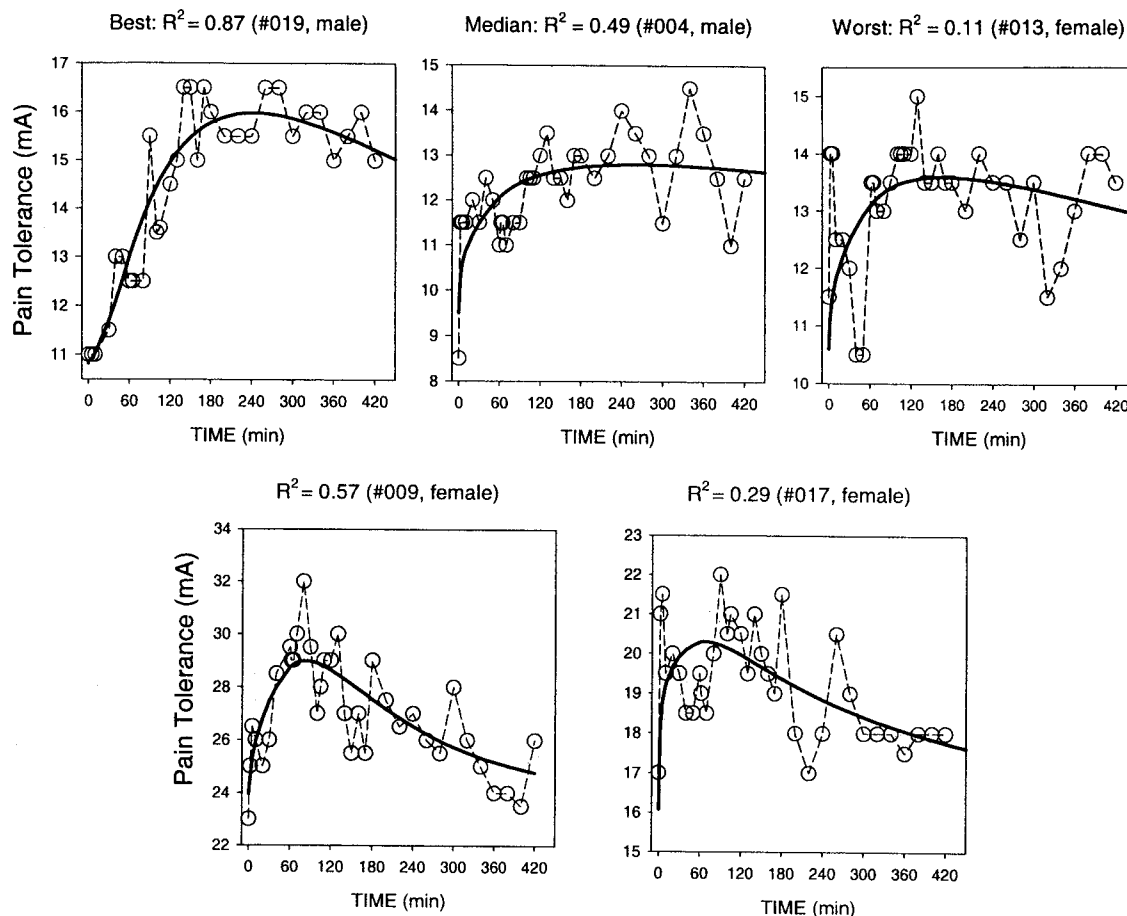 Best: R² = 0.87 (#019, male)
Median: R² = 0.49 (#004, male)
Worst: R² = 0.11 (#013, female)
Pain Tolerance (mA)
17
16
15
14
13
12
11
0 60 120 180 240 300 360 420
TIME (min)
15
14
13
12
11
10
9
8
0 60 120 180 240 300 360 420
TIME (min)
15
14
13
12
11
10
0 60 120 180 240 300 360 420
TIME (min)
R² = 0.57 (#009, female)
R² = 0.29 (#017, female)
Pain Tolerance (mA)
34
32
30
28
26
24
22
0 60 120 180 240 300 360 420
TIME (min)
23
22
21
20
19
18
17
16
15
0 60 120 180 240 300 360 420
TIME (min)